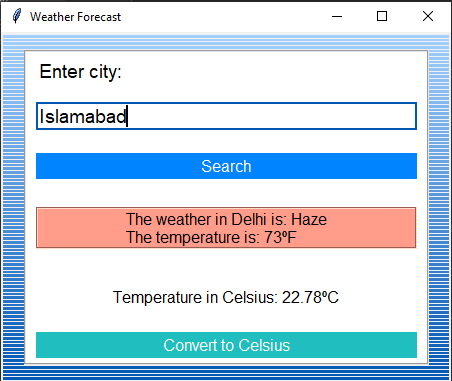 Weather Forecast
Enter city:
Islamabad
Search
The weather in Delhi is: Haze
The temperature is: 73ºF
Temperature in Celsius: 22.78ºC
Convert to Celsius